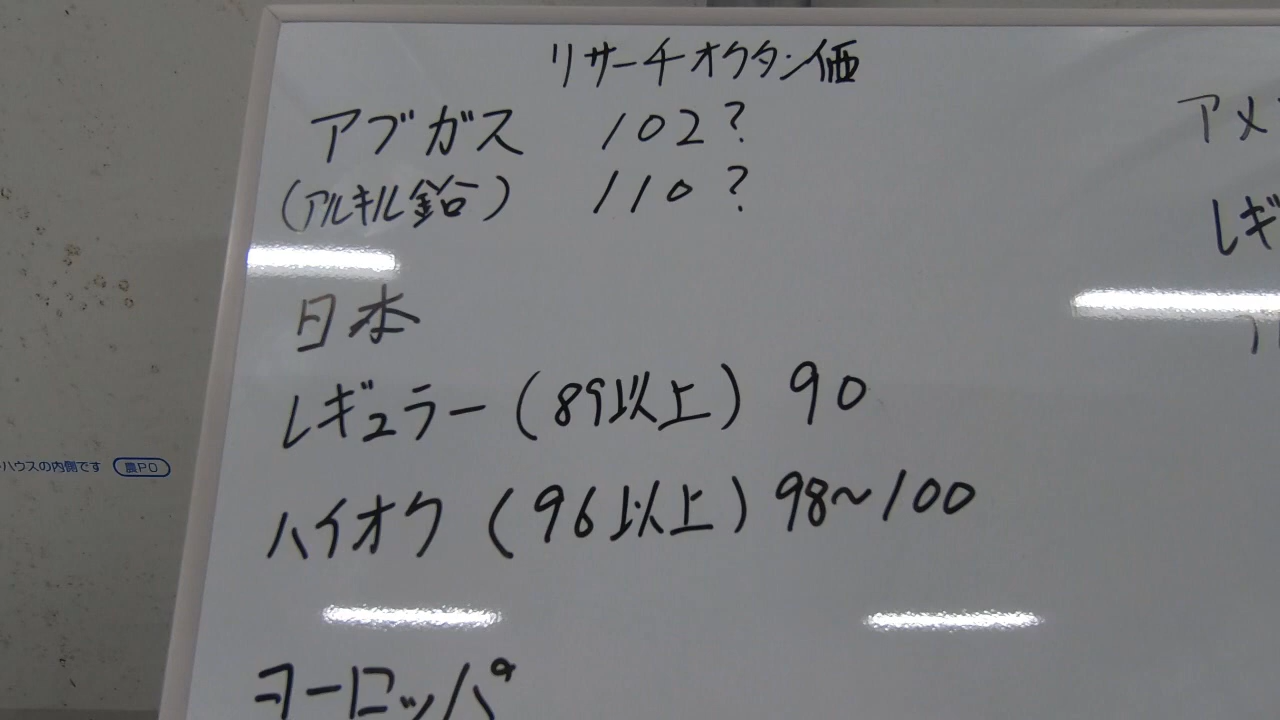 リサーチオクタン価
アブガス 102?
(アルキル鉛) 110?
日本
レギュラー(89以上) 90
ハイオク(96以上)98~100
ヨーロッパ
アメ
レギ
ハウスの内側です 農PO